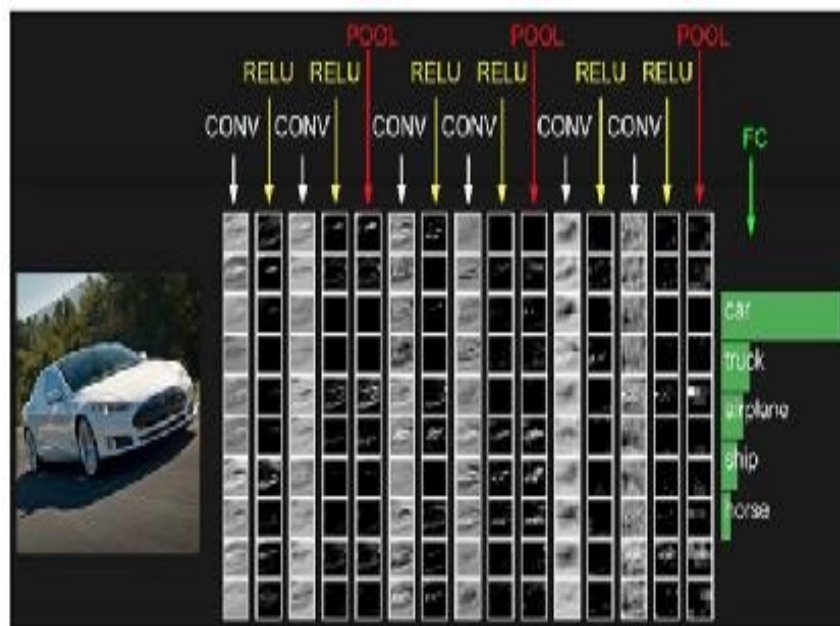 POOL POOL POOL
RELU RELU RELU RELU RELU RELU
CONV CONV CONV CONV CONV CONV
FC
car
truck
airplane
ship
horse